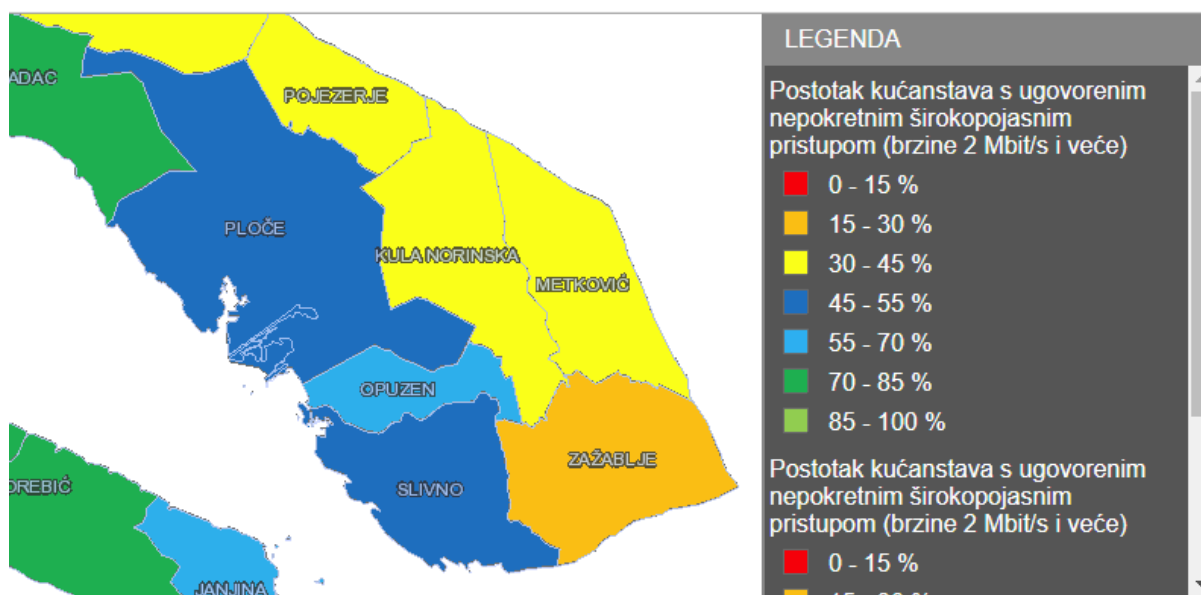 ADAC
POJEZERJE
PLOČE
KULA NORINSKA
METKOVIĆ
OPUZEN
ZAŽABLJE
SLIVNO
OREBIĆ
JANJINA
LEGENDA
Postotak kućanstava s ugovorenim
nepokretnim širokopojasnim
pristupom (brzine 2 Mbit/s i veće)
0 - 15 %
15 - 30 %
30 - 45 %
45 - 55 %
55 - 70 %
70 - 85 %
85 - 100 %
Postotak kućanstava s ugovorenim
nepokretnim širokopojasnim
pristupom (brzine 2 Mbit/s i veće)
0 - 15 %